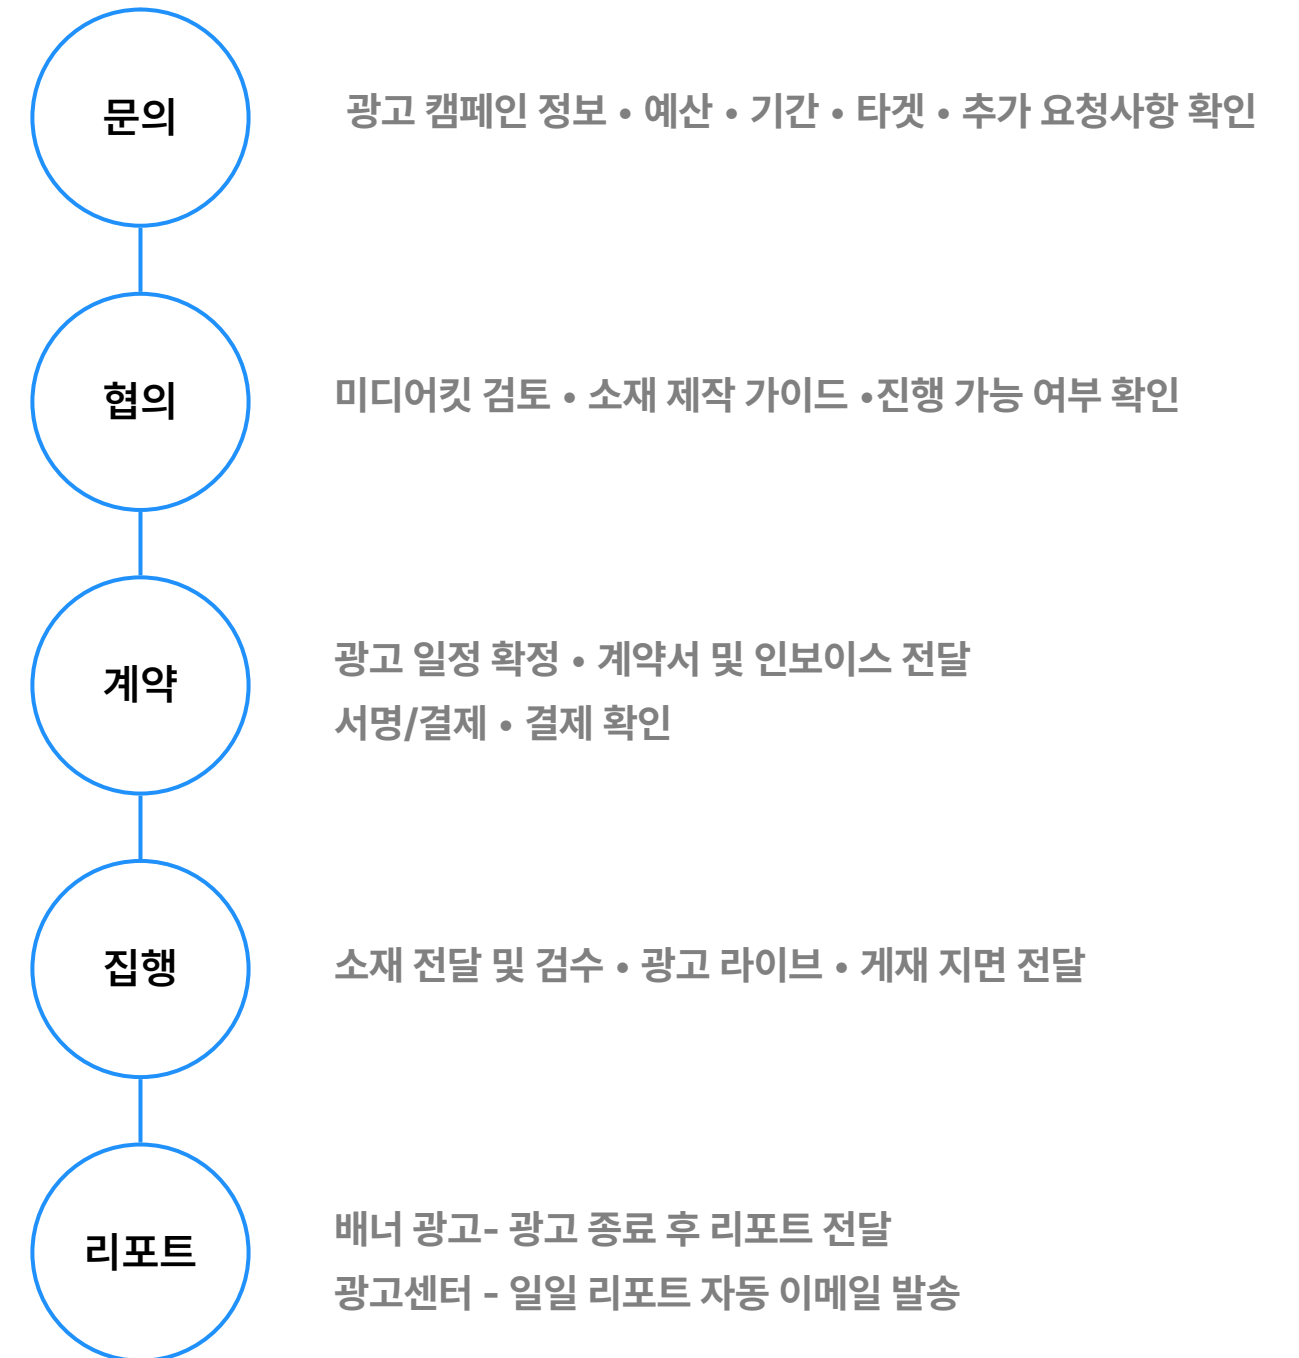 문의
광고 캠페인 정보 • 예산 • 기간 • 타겟 • 추가 요청사항 확인
협의
미디어킷 검토 • 소재 제작 가이드 •진행 가능 여부 확인
계약
광고 일정 확정 • 계약서 및 인보이스 전달
서명/결제 • 결제 확인
집행
소재 전달 및 검수 • 광고 라이브 • 게재 지면 전달
리포트
배너 광고- 광고 종료 후 리포트 전달
광고센터 - 일일 리포트 자동 이메일 발송